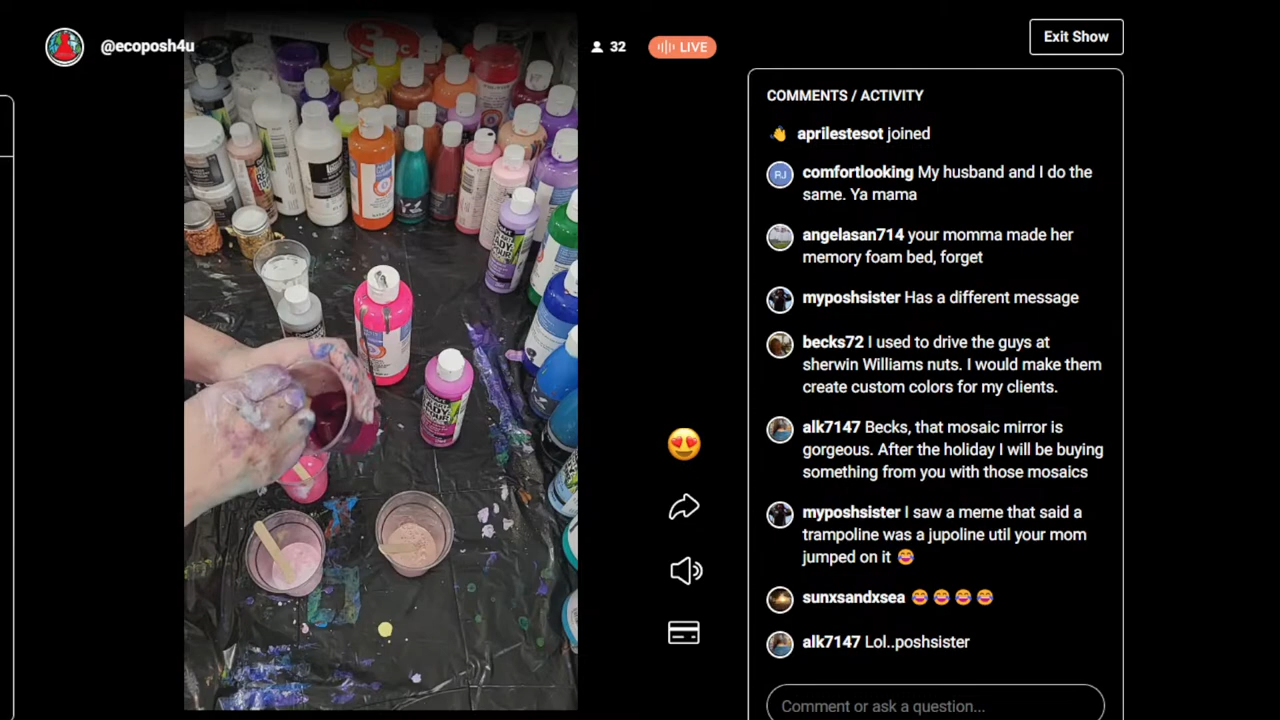 @ecoposh4u
32
LIVE
Exit Show
COMMENTS / ACTIVITY
aprilestesot joined
RJ
comfortlooking My husband and I do the
same. Ya mama
angelasan714 your momma made her
memory foam bed, forget
myposhsister Has a different message
becks72 I used to drive the guys at
sherwin Williams nuts. I would make them
create custom colors for my clients.
alk7147 Becks, that mosaic mirror is
gorgeous. After the holiday I will be buying
something from you with those mosaics
myposhsister I saw a meme that said a
trampoline was a jupoline util your mom
jumped on it 😂
sunxsandxsea 😂 😂 😂 😂
alk7147 Lol..poshsister
Comment or ask a question...